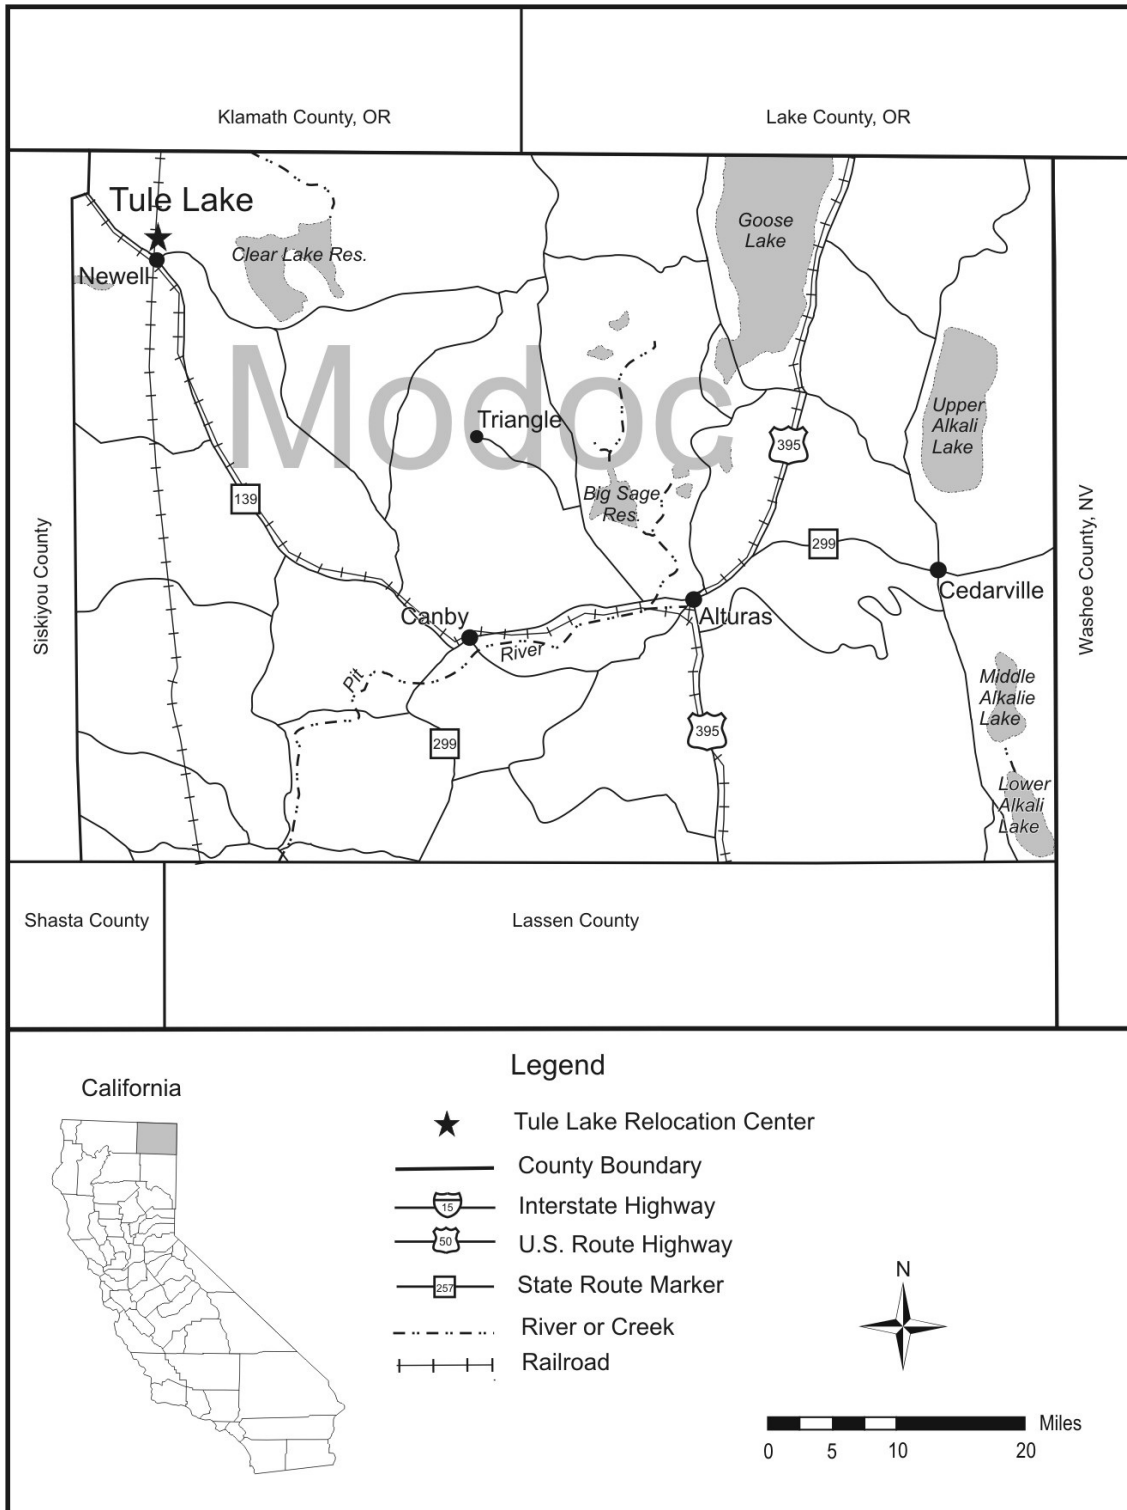 Klamath County, OR
Lake County, OR
Tule Lake
Goose
Lake
Clear Lake Res.
Newell
Modoc
Triangle
Upper
Alkali
Lake
395
139
Big Sage
Res.
299
Siskiyou County
Washoe County, NV
Cedarville
Canby
Alturas
River
Pit
Middle
Alkalie
Lake
395
299
Lower
Alkali
Lake
Shasta County
Lassen County
Legend
California
Tule Lake Relocation Center
County Boundary
15
Interstate Highway
50
U.S. Route Highway
257
State Route Marker
River or Creek
Railroad
N
Miles
0 5 10 20